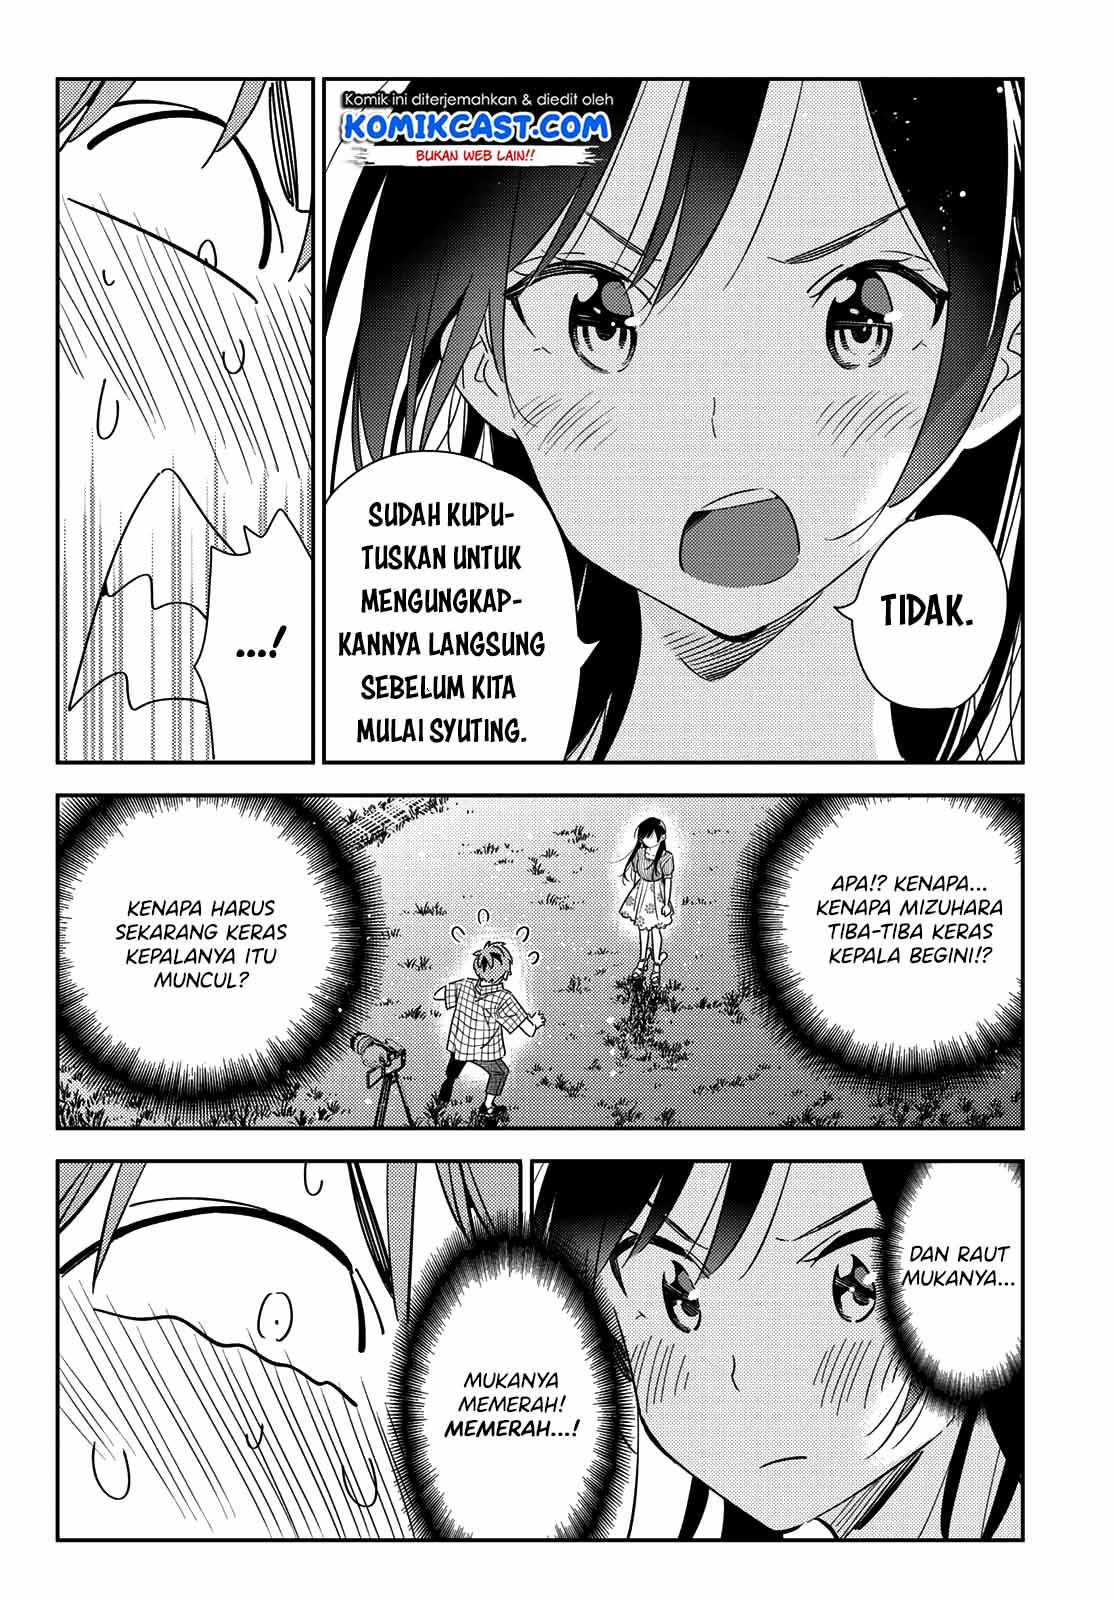 Komik ini diterjemahkan & diedit oleh
KOMIKCAST.COM
BUKAN WEB LAIN!!
TIDAK.
SUDAH KUPU-
TUSKAN UNTUK
MENGUNGKAP-
KANNYA LANGSUNG
SEBELUM KITA
MULAI SYUTING.
....!
APA!? KENAPA...
KENAPA MIZUHARA
TIBA-TIBA KERAS
KEPALA BEGINI!?
KENAPA HARUS
SEKARANG KERAS
KEPALANYA ITU
MUNCUL?
DAN RAUT
MUKANYA...
MUKANYA
MEMERAH!
MEMERAH...!